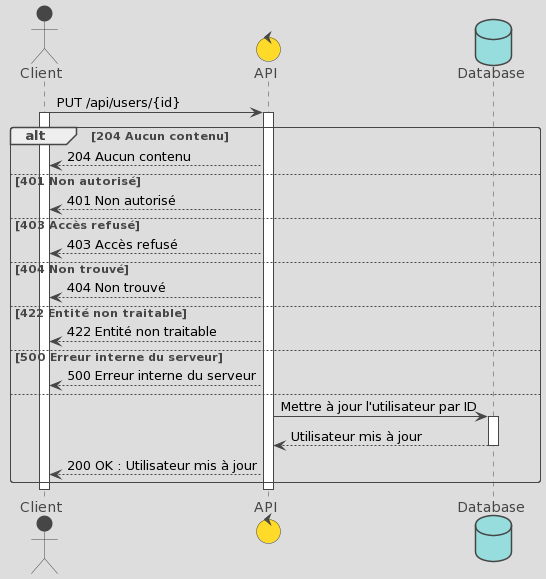 Client
API
Database
PUT /api/users/{id}
alt [204 Aucun contenu]
204 Aucun contenu
[401 Non autorisé]
401 Non autorisé
[403 Accès refusé]
403 Accès refusé
[404 Non trouvé]
404 Non trouvé
[422 Entité non traitable]
422 Entité non traitable
[500 Erreur interne du serveur]
500 Erreur interne du serveur
Mettre à jour l'utilisateur par ID
Utilisateur mis à jour
200 OK : Utilisateur mis à jour
Client
API
Database